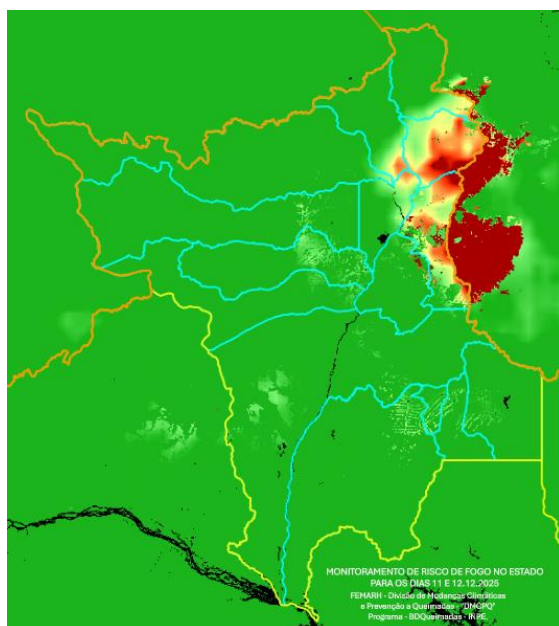 MONITORAMENTO DE RISCO DE FOGO NO ESTADO
PARA OS DIAS 11 E 12.12.2025
FEMARH - Divisão de Mudanças Climáticas
e Prevenção a Queimadas - "DMCPQ"
Programa - BDQueimadas - INPE.